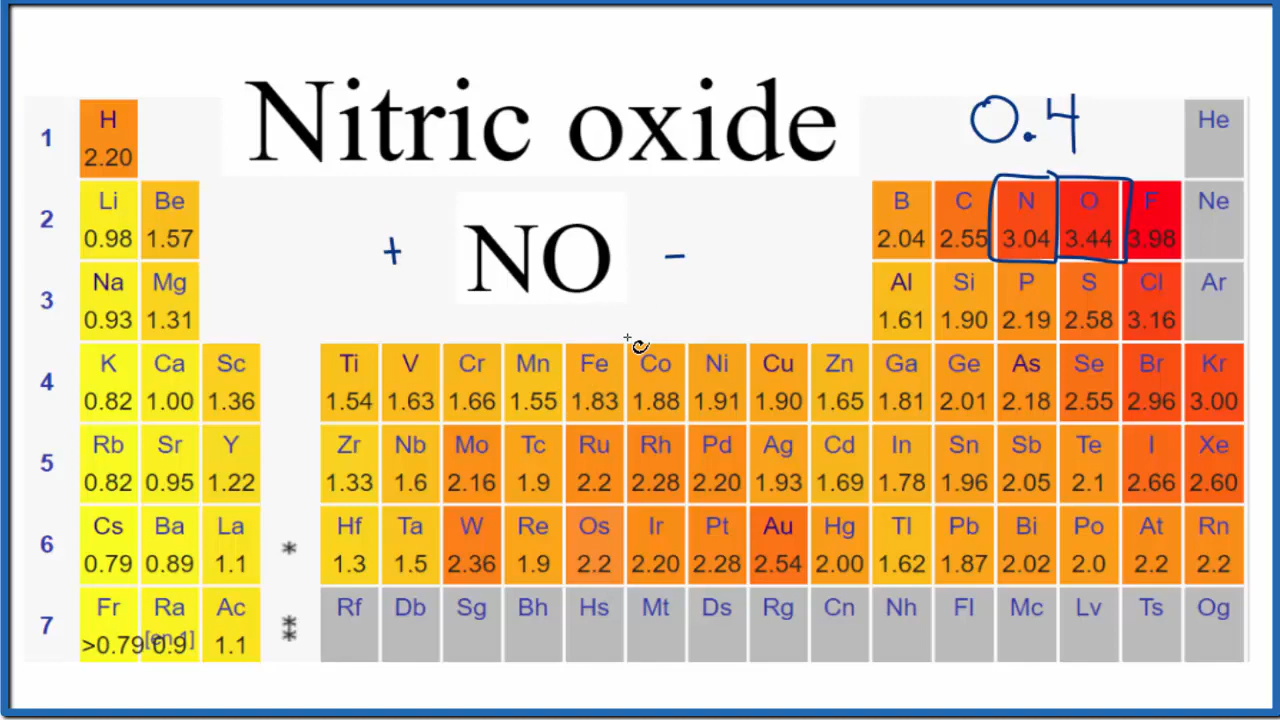 Nitric oxide
0.4
1 H He
2.20
+ NO -
2 Li Be B C N O F Ne
0.98 1.57 2.04 2.55 3.04 3.44 3.98
3 Na Mg Al Si P S Cl Ar
0.93 1.31 1.61 1.90 2.19 2.58 3.16
4 K Ca Sc Ti V Cr Mn Fe Co Ni Cu Zn Ga Ge As Se Br Kr
0.82 1.00 1.36 1.54 1.63 1.66 1.55 1.83 1.88 1.91 1.90 1.65 1.81 2.01 2.18 2.55 2.96 3.00
5 Rb Sr Y Zr Nb Mo Tc Ru Rh Pd Ag Cd In Sn Sb Te I Xe
0.82 0.95 1.22 1.33 1.6 2.16 1.9 2.2 2.28 2.20 1.93 1.69 1.78 1.96 2.05 2.1 2.66 2.60
6 Cs Ba La * Hf Ta W Re Os Ir Pt Au Hg Tl Pb Bi Po At Rn
0.79 0.89 1.1 1.3 1.5 2.36 1.9 2.2 2.20 2.28 2.54 2.00 1.62 1.87 2.02 2.0 2.2 2.2
7 Fr Ra Ac ** Rf Db Sg Bh Hs Mt Ds Rg Cn Nh Fl Mc Lv Ts Og
>0.79 0.9 [en 1] 1.1